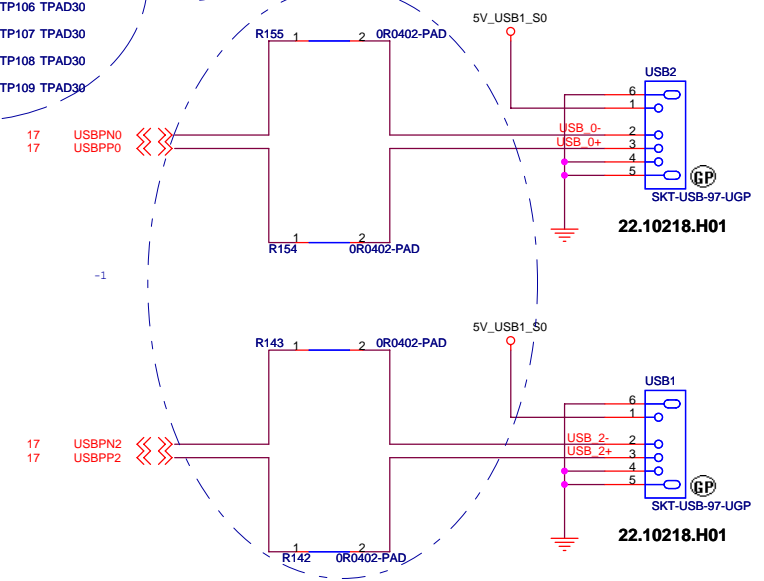 TP106 TPAD30
TP107 TPAD30
TP108 TPAD30
TP109 TPAD30
R155 1 2 0R0402-PAD
5V_USB1_S0
USB2
6
1
17 USBPN0 USB_0- 2
17 USBPP0 USB_0+ 3
4
5
GP
SKT-USB-97-UGP
22.10218.H01
1 2
R154 0R0402-PAD
-1
5V_USB1_S0
R143 1 2 0R0402-PAD
USB1
6
1
17 USBPN2 USB_2- 2
17 USBPP2 USB_2+ 3
4
5
GP
SKT-USB-97-UGP
22.10218.H01
1 2
R142 0R0402-PAD